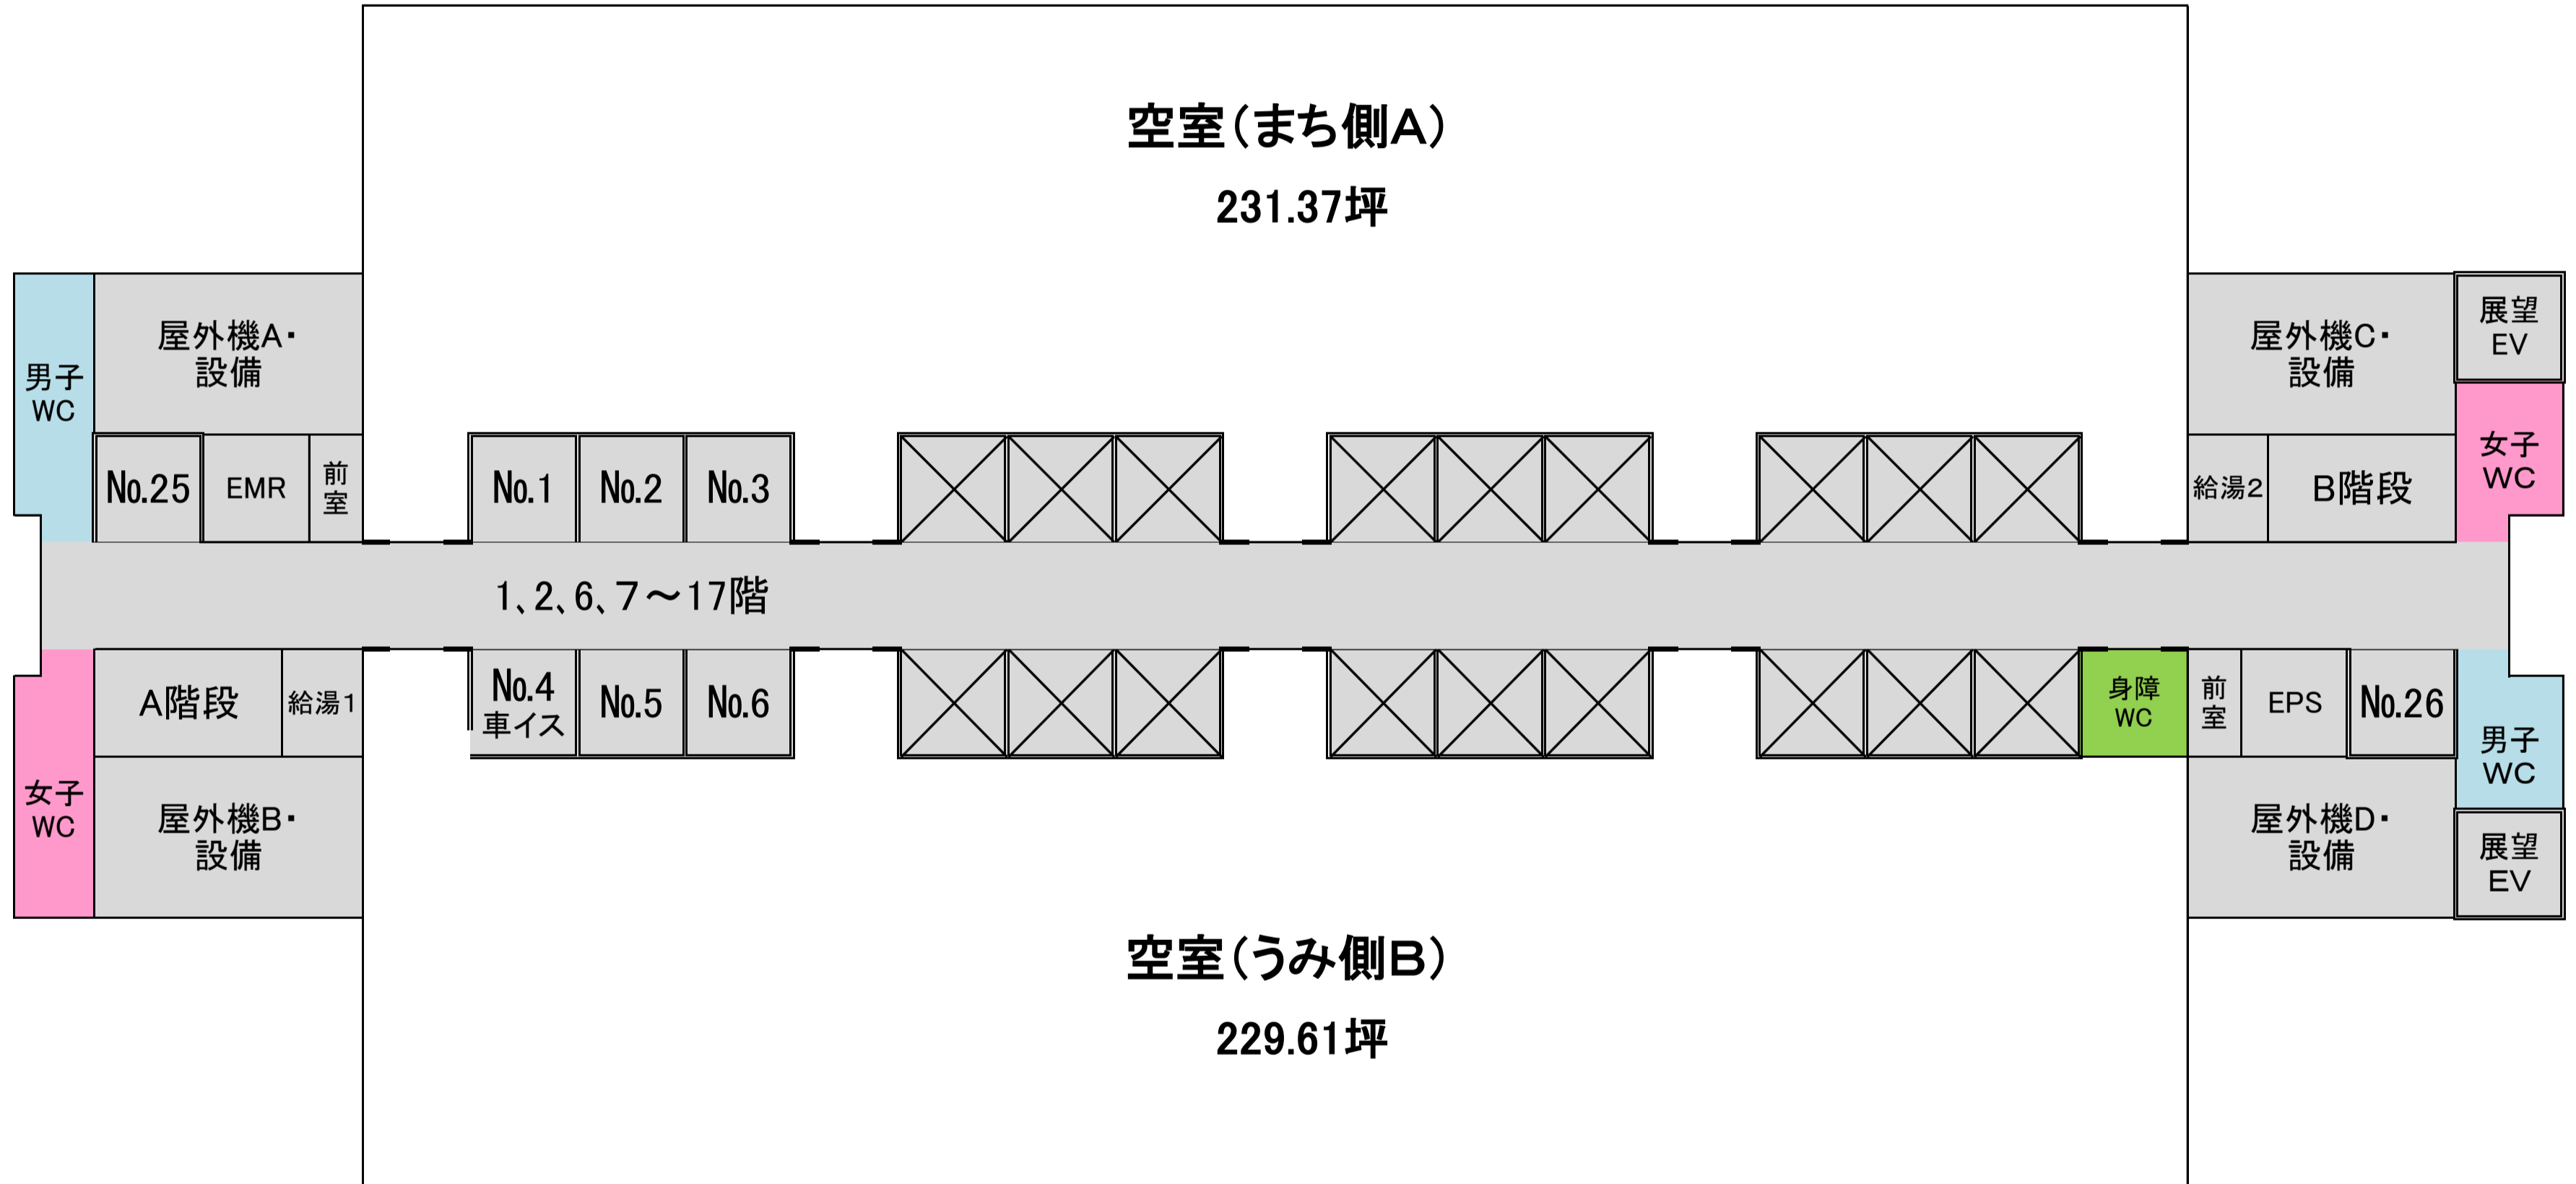 空室(まち側A)
231.37坪
男子
WC
屋外機A・
設備
屋外機C・
設備
展望
EV
女子
WC
No.25
EMR
前
室
No.1
No.2
No.3
給湯2
B階段
1、2、6、7～17階
A階段
給湯1
No.4
車イス
No.5
No.6
身障
WC
前
室
EPS
No.26
男子
WC
女子
WC
屋外機B・
設備
屋外機D・
設備
展望
EV
空室(うみ側B)
229.61坪